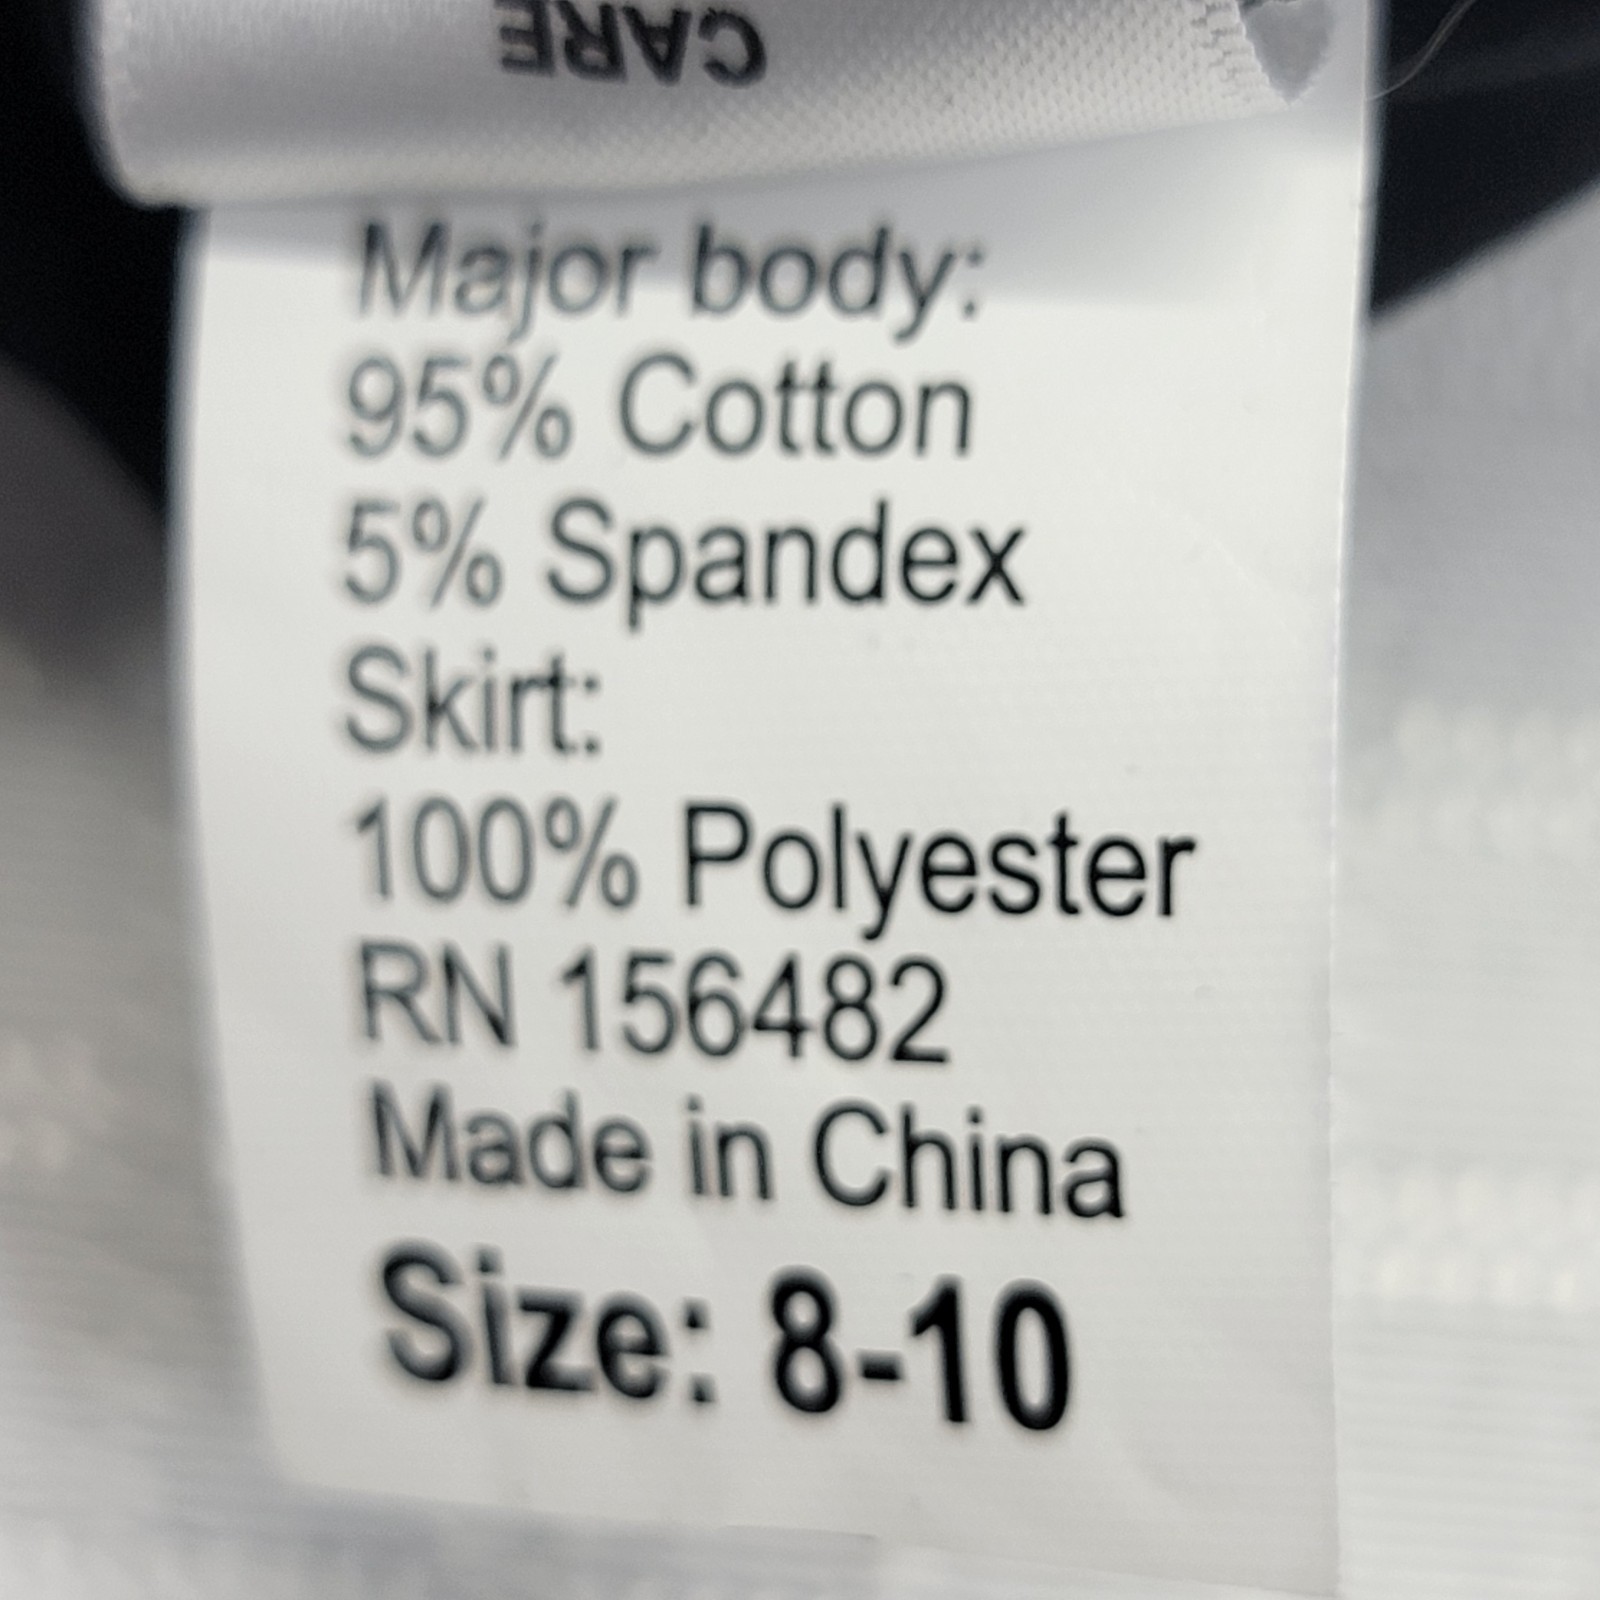 CARE
Major body:
95% Cotton
5% Spandex
Skirt:
100% Polyester
RN 156482
Made in China
Size: 8-10